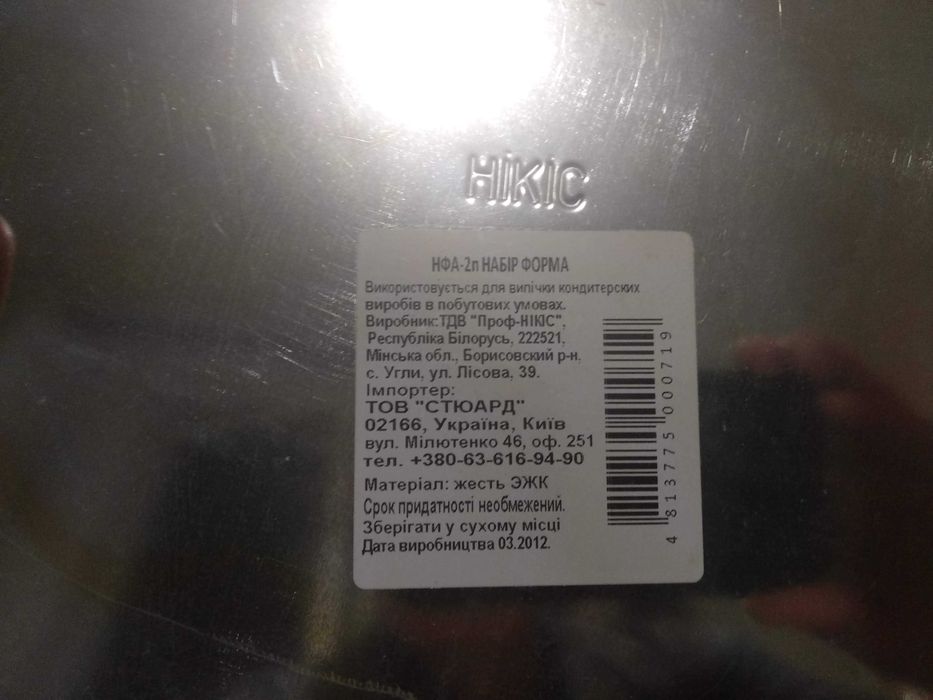 НІКІС
НФА-2п НАБІР ФОРМА
Використовується для випічки кондитерских
виробів в побутових умовах.
Виробник:ТДВ "Проф-НІКІС",
Республіка Білорусь, 222521,
Мінська обл., Борисовский р-н,
с. Угли, ул. Лісова, 39.
Імпортер:
ТОВ "СТЮАРД"
02166, Україна, Київ
вул. Мілютенко 46, оф. 251
тел. +380-63-616-94-90
Матеріал: жесть ЭЖК
Срок придатності необмежений.
Зберігати у сухому місці
Дата виробництва 03.2012.
4 813775 000719